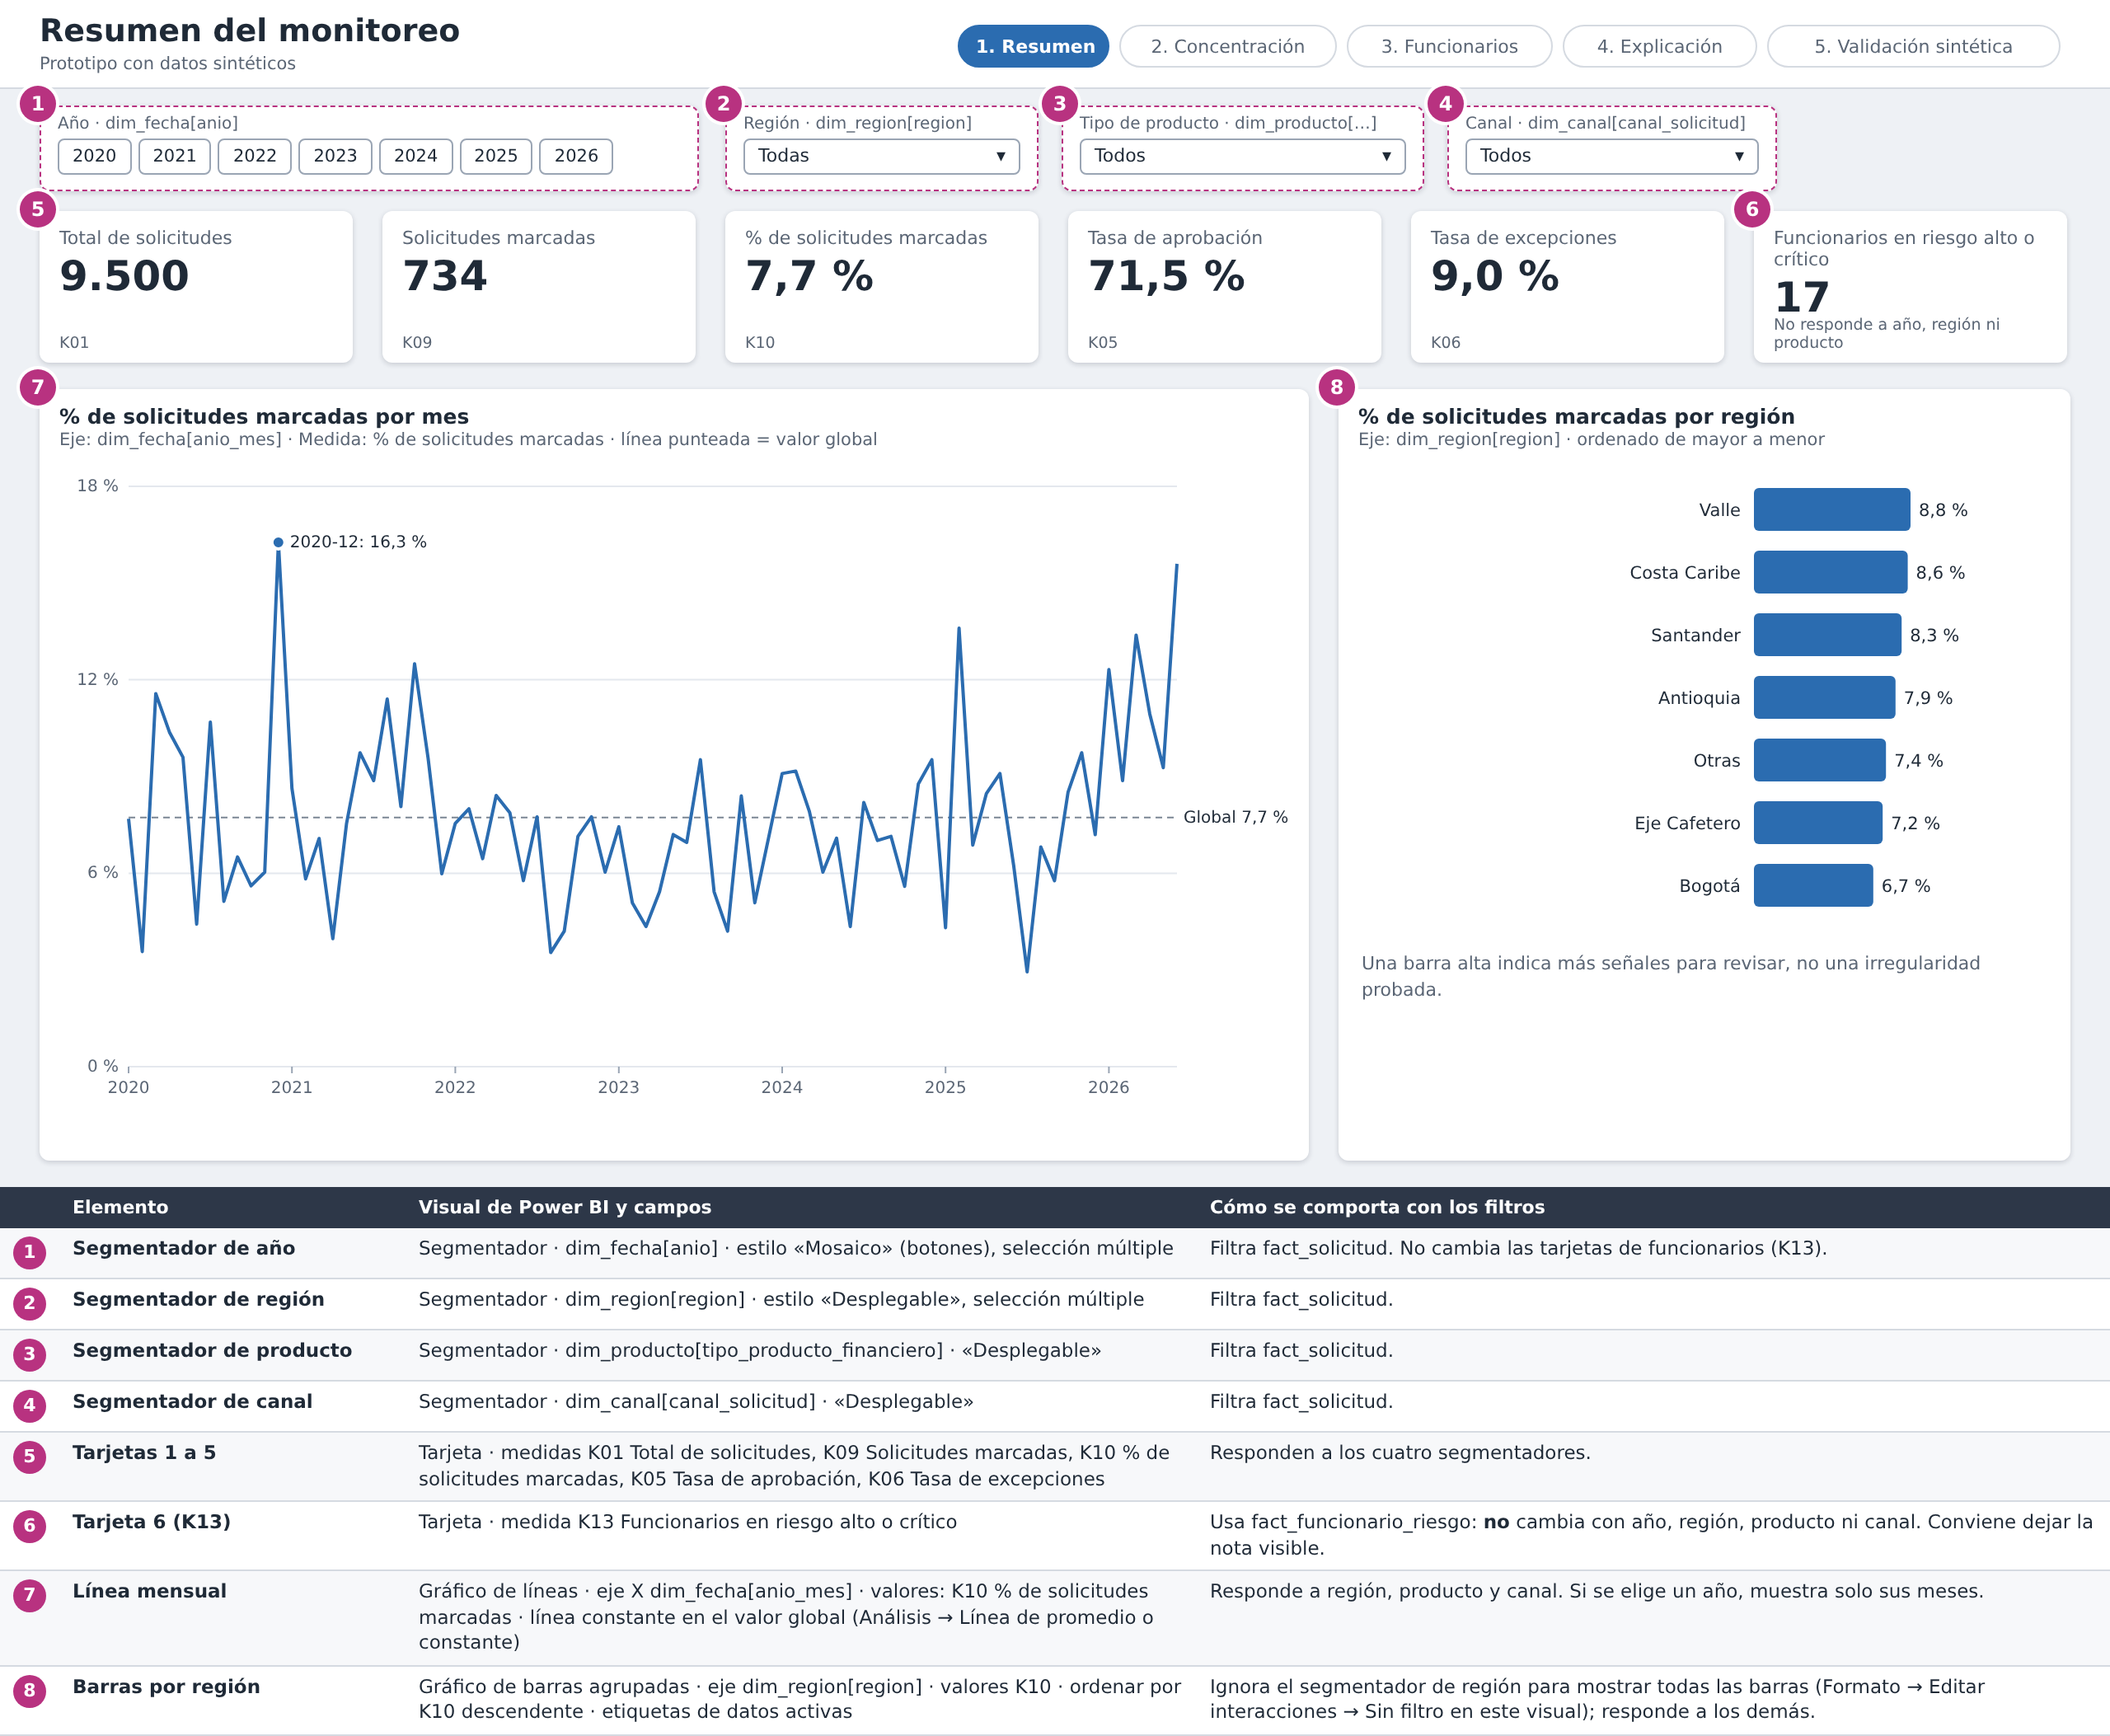 Resumen del monitoreo
Prototipo con datos sintéticos
1. Resumen
2. Concentración
3. Funcionarios
4. Explicación
5. Validación sintética
1
Año · dim_fecha[anio]
2020
2021
2022
2023
2024
2025
2026
2
Región · dim_region[region]
Todas ▼
3
Tipo de producto · dim_producto[...]
Todos ▼
4
Canal · dim_canal[canal_solicitud]
Todos ▼
5
Total de solicitudes
9.500
K01
Solicitudes marcadas
734
K09
% de solicitudes marcadas
7,7 %
K10
Tasa de aprobación
71,5 %
K05
Tasa de excepciones
9,0 %
K06
6
Funcionarios en riesgo alto o
crítico
17
No responde a año, región ni
producto
7
% de solicitudes marcadas por mes
Eje: dim_fecha[anio_mes] · Medida: % de solicitudes marcadas · línea punteada = valor global
18 %
2020-12: 16,3 %
12 %
Global 7,7 %
6 %
0 %
2020
2021
2022
2023
2024
2025
2026
8
% de solicitudes marcadas por región
Eje: dim_region[region] · ordenado de mayor a menor
Valle 8,8 %
Costa Caribe 8,6 %
Santander 8,3 %
Antioquia 7,9 %
Otras 7,4 %
Eje Cafetero 7,2 %
Bogotá 6,7 %
Una barra alta indica más señales para revisar, no una irregularidad
probada.
Elemento
Visual de Power BI y campos
Cómo se comporta con los filtros
1
Segmentador de año
Segmentador · dim_fecha[anio] · estilo «Mosaico» (botones), selección múltiple
Filtra fact_solicitud. No cambia las tarjetas de funcionarios (K13).
2
Segmentador de región
Segmentador · dim_region[region] · estilo «Desplegable», selección múltiple
Filtra fact_solicitud.
3
Segmentador de producto
Segmentador · dim_producto[tipo_producto_financiero] · «Desplegable»
Filtra fact_solicitud.
4
Segmentador de canal
Segmentador · dim_canal[canal_solicitud] · «Desplegable»
Filtra fact_solicitud.
5
Tarjetas 1 a 5
Tarjeta · medidas K01 Total de solicitudes, K09 Solicitudes marcadas, K10 % de
solicitudes marcadas, K05 Tasa de aprobación, K06 Tasa de excepciones
Responden a los cuatro segmentadores.
6
Tarjeta 6 (K13)
Tarjeta · medida K13 Funcionarios en riesgo alto o crítico
Usa fact_funcionario_riesgo: no cambia con año, región, producto ni canal. Conviene dejar la
nota visible.
7
Línea mensual
Gráfico de líneas · eje X dim_fecha[anio_mes] · valores: K10 % de solicitudes
marcadas · línea constante en el valor global (Análisis → Línea de promedio o
constante)
Responde a región, producto y canal. Si se elige un año, muestra solo sus meses.
8
Barras por región
Gráfico de barras agrupadas · eje dim_region[region] · valores K10 · ordenar por
K10 descendente · etiquetas de datos activas
Ignora el segmentador de región para mostrar todas las barras (Formato → Editar
interacciones → Sin filtro en este visual); responde a los demás.